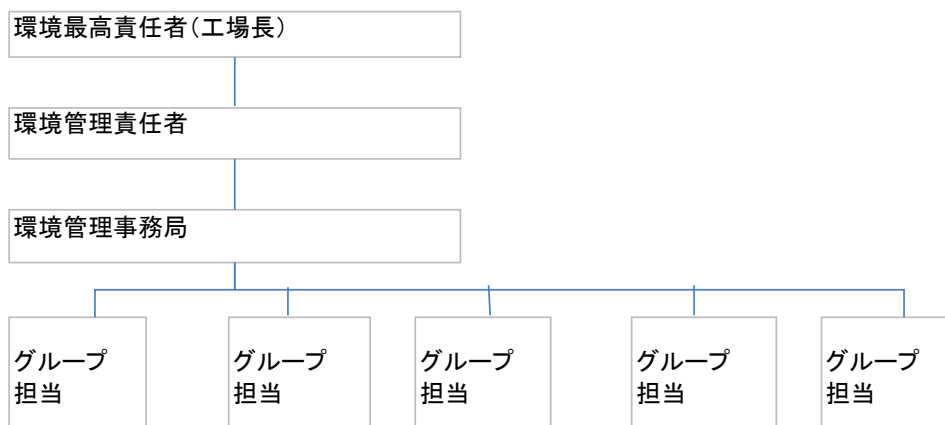 環境最高責任者（工場長）
環境管理責任者
環境管理事務局
グループ
担当
グループ
担当
グループ
担当
グループ
担当
グループ
担当